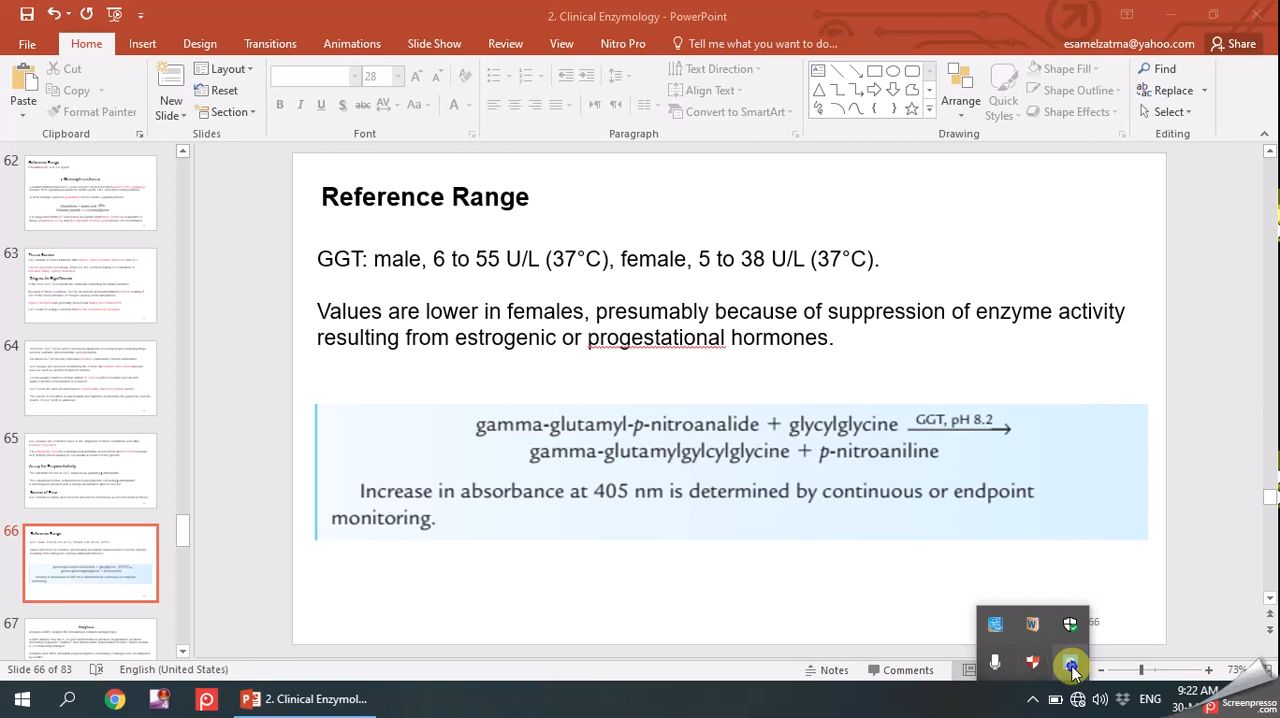 2. Clinical Enzymology - PowerPoint
File Home Insert Design Transitions Animations Slide Show Review View Nitro Pro Tell me what you want to do... esamelzatma@yahoo.com Share
Cut
Copy
Format Painter
Paste
Clipboard
New Slide
Layout
Reset
Section
Slides
28
Font
Text Direction
Align Text
Convert to SmartArt
Paragraph
Arrange
Quick Styles
Shape Fill
Shape Outline
Shape Effects
Drawing
Find
Replace
Select
Editing
62
63
64
65
66
67
Reference Range
GGT: male, 6 to 55 U/L (37°C), female, 5 to 38 U/L (37°C).
Values are lower in females, presumably because of suppression of enzyme activity
resulting from estrogenic or progestational hormones.
gamma-glutamyl-p-nitroanalide + glycylglycine GGT, pH 8.2
gamma-glutamylgylcylglycine + p-nitroaniline
Increase in absorbance at 405 nm is determined by continuous or endpoint
monitoring.
66
Slide 66 of 83 English (United States) Notes Comments 73%
2. Clinical Enzymol... ENG 9:22 AM
Screenpresso
.com